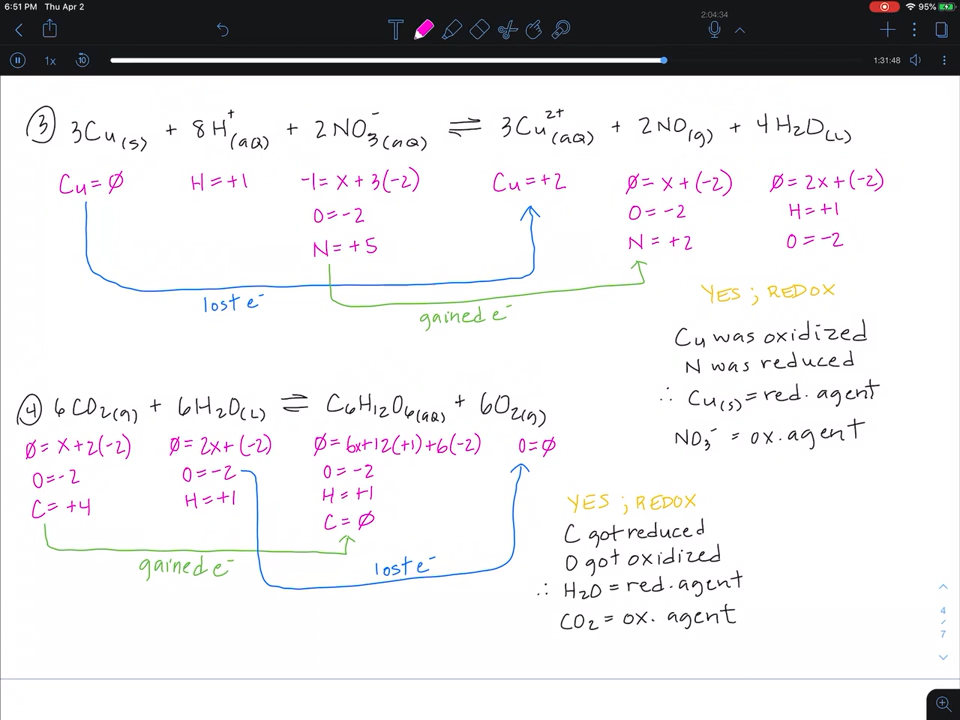 6:51 PM Thu Apr 2
95%
2:04:34
1x
10
1:31:48
③ 3Cu(s) + 8H⁺(aq) + 2NO₃⁻(aq) ⇌ 3Cu²⁺(aq) + 2NO(g) + 4H₂O(l)
Cu = Ø H = +1 -1 = x + 3(-2) Cu = +2 Ø = x + (-2) Ø = 2x + (-2)
O = -2 O = -2 H = +1
N = +5 N = +2 O = -2
lost e⁻
gained e⁻
YES ; REDOX
Cu was oxidized
N was reduced
∴ Cu(s) = red. agent
NO₃⁻ = ox. agent
④ 6CO₂(g) + 6H₂O(l) ⇌ C₆H₁₂O₆(aq) + 6O₂(g)
Ø = x + 2(-2) Ø = 2x + (-2) Ø = 6x + 12(+1) + 6(-2) O = Ø
O = -2 O = -2 O = -2
C = +4 H = +1 H = +1
C = Ø
gained e⁻ lost e⁻
YES ; REDOX
C got reduced
O got oxidized
∴ H₂O = red. agent
CO₂ = ox. agent
4
/
7